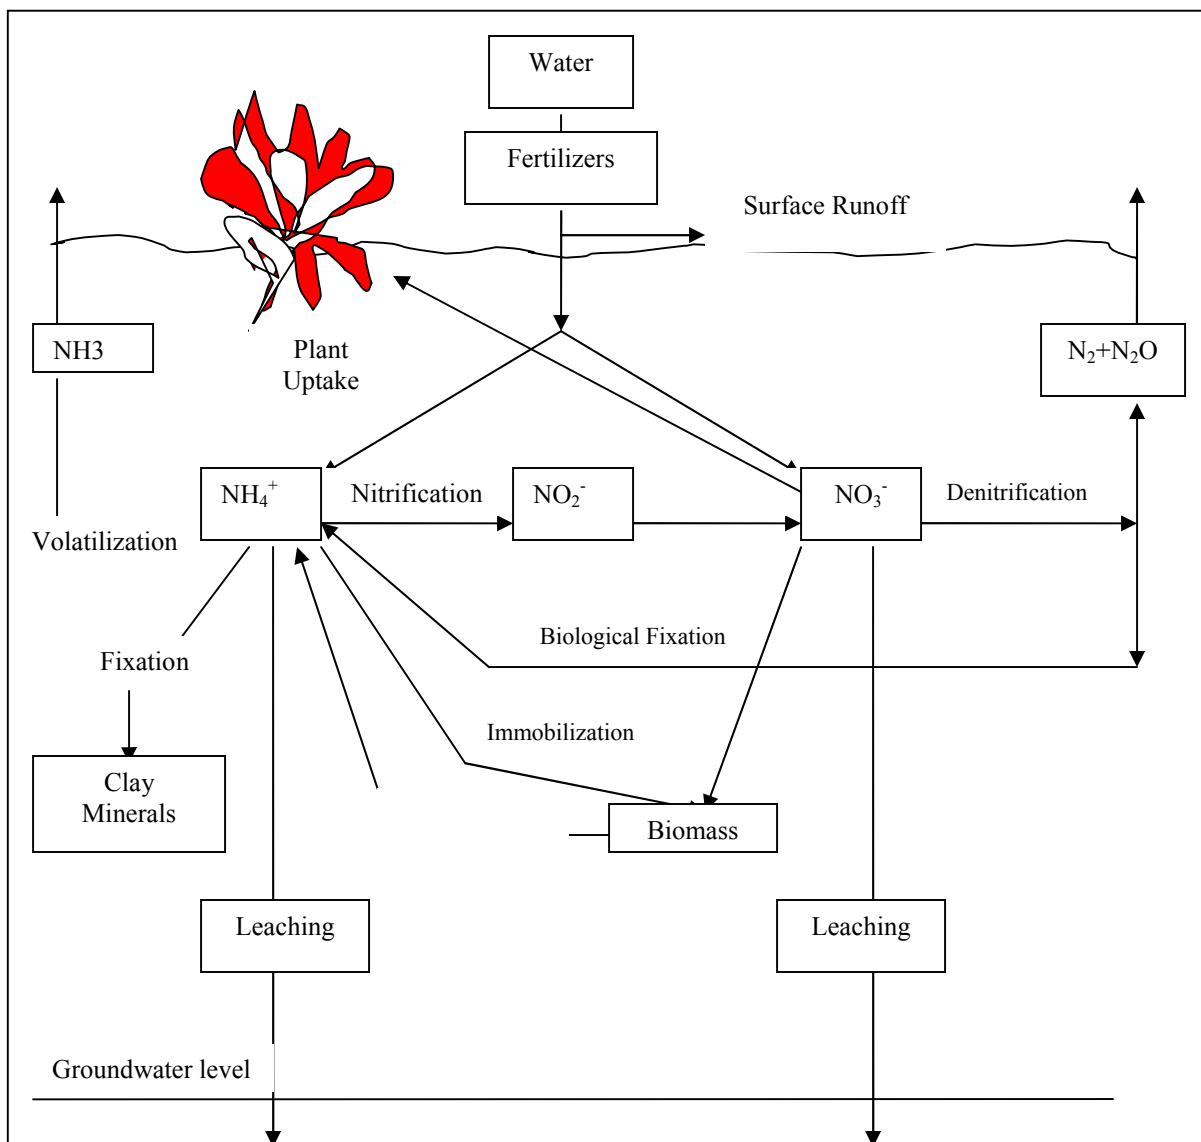 Water
Fertilizers
Surface Runoff
NH3
Plant
Uptake
N₂+N₂O
NH₄⁺
Nitrification
NO₂⁻
NO₃⁻
Denitrification
Volatilization
Biological Fixation
Fixation
Immobilization
Clay
Minerals
Biomass
Leaching
Leaching
Groundwater level